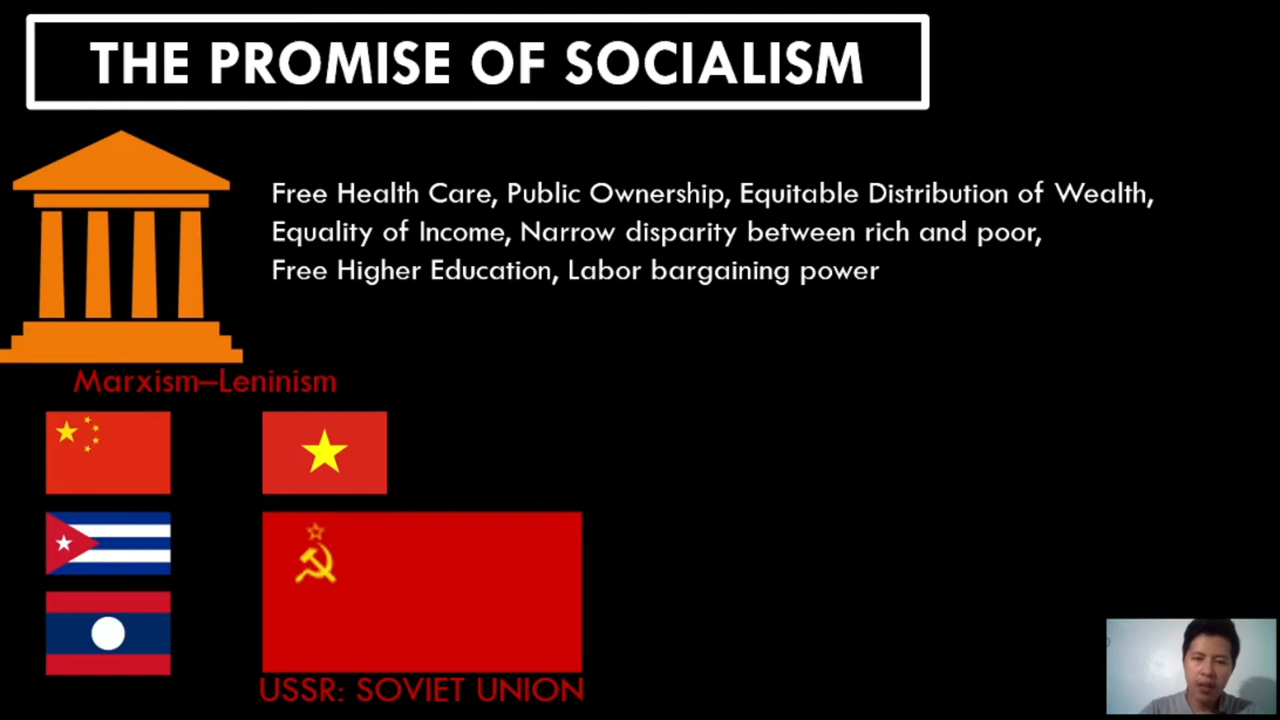 THE PROMISE OF SOCIALISM
Free Health Care, Public Ownership, Equitable Distribution of Wealth,
Equality of Income, Narrow disparity between rich and poor,
Free Higher Education, Labor bargaining power
Marxism–Leninism
USSR: SOVIET UNION